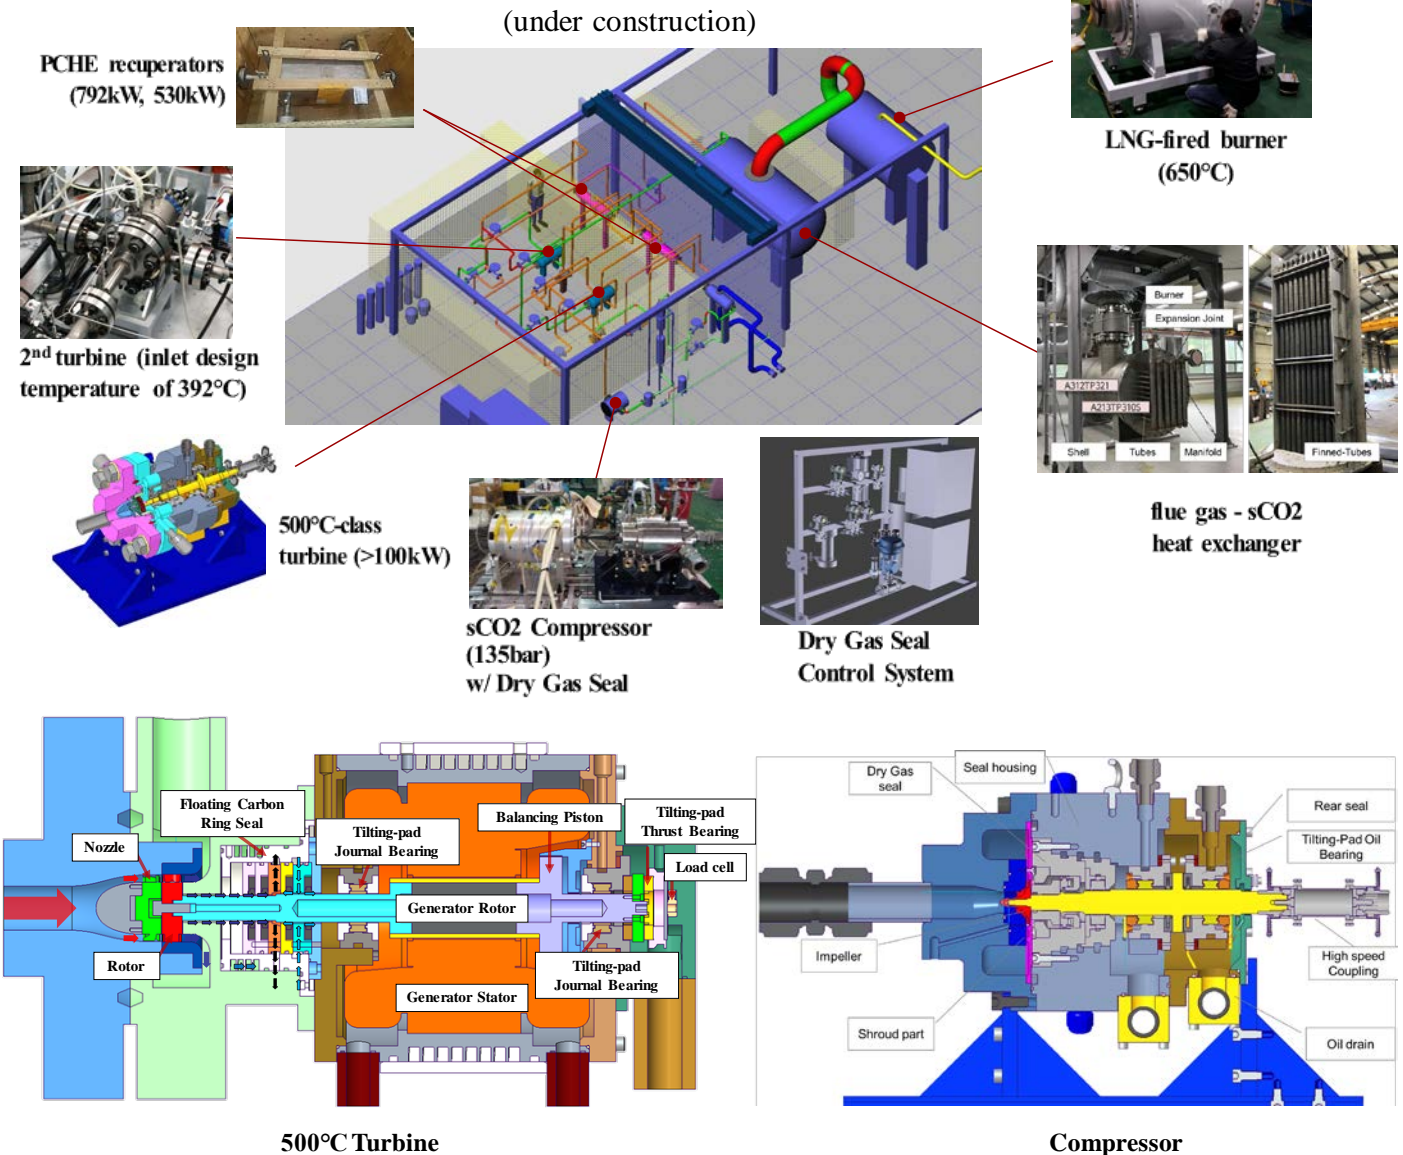 (under construction)
PCHE recuperators
(792kW, 530kW)
LNG-fired burner
(650°C)
2nd turbine (inlet design
temperature of 392°C)
Burner
Expansion Joint
A312TP321
A213TP310S
Shell
Tubes
Manifold
Finned-Tubes
flue gas - sCO2
heat exchanger
500°C-class
turbine (>100kW)
sCO2 Compressor
(135bar)
w/ Dry Gas Seal
Dry Gas Seal
Control System
Floating Carbon
Ring Seal
Nozzle
Rotor
Tilting-pad
Journal Bearing
Balancing Piston
Tilting-pad
Thrust Bearing
Load cell
Generator Rotor
Generator Stator
Tilting-pad
Journal Bearing
Dry Gas
seal
Seal housing
Rear seal
Tilting-Pad Oil
Bearing
Impeller
High speed
Coupling
Shroud part
Oil drain
500°C Turbine
Compressor